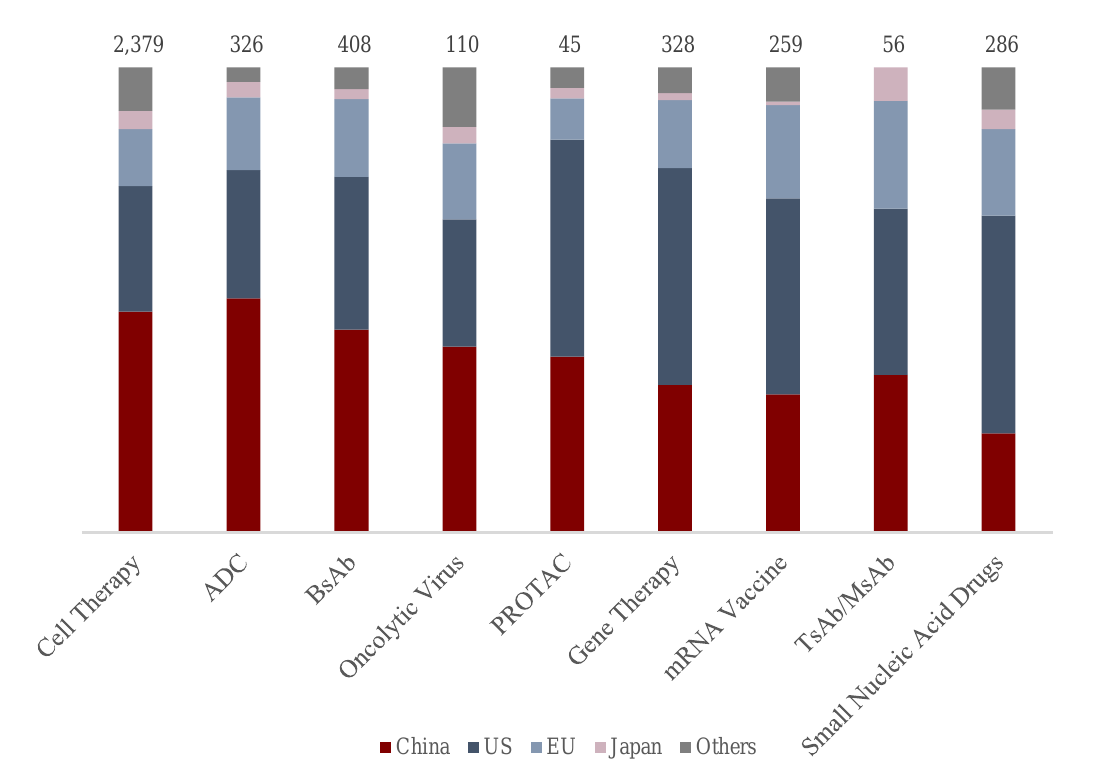 2,379 326 408 110 45 328 259 56 286
Cell Therapy
ADC
BsAb
Oncolytic Virus
PROTAC
Gene Therapy
mRNA Vaccine
TsAb/MsAb
Small Nucleic Acid Drugs
China US EU Japan Others